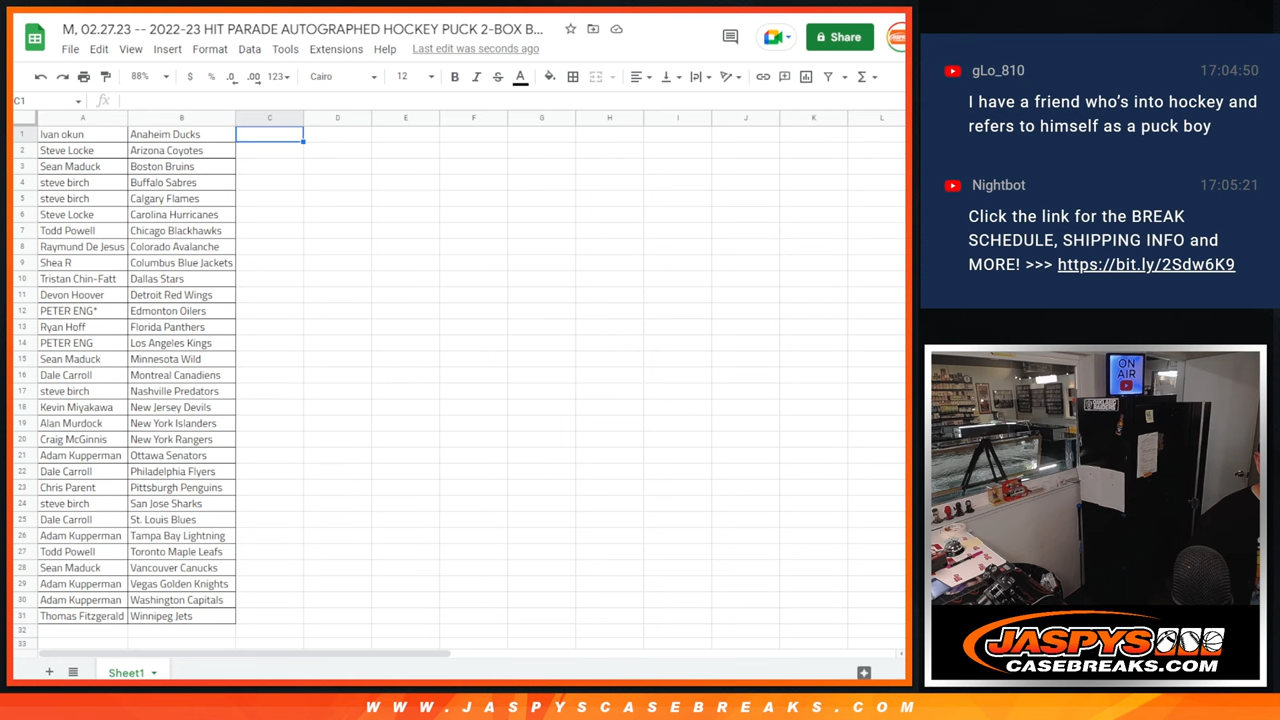 M, 02.27.23 -- 2022-23 HIT PARADE AUTOGRAPHED HOCKEY PUCK 2-BOX B...
File Edit View Insert Format Data Tools Extensions Help Last edit was seconds ago
Share
88% $ % .0 .00 123 Cairo 12 B I S A
C1 fx
A B C D E F G H I J K L
1 Ivan okun Anaheim Ducks
2 Steve Locke Arizona Coyotes
3 Sean Maduck Boston Bruins
4 steve birch Buffalo Sabres
5 steve birch Calgary Flames
6 Steve Locke Carolina Hurricanes
7 Todd Powell Chicago Blackhawks
8 Raymund De Jesus Colorado Avalanche
9 Shea R Columbus Blue Jackets
10 Tristan Chin-Fatt Dallas Stars
11 Devon Hoover Detroit Red Wings
12 PETER ENG* Edmonton Oilers
13 Ryan Hoff Florida Panthers
14 PETER ENG Los Angeles Kings
15 Sean Maduck Minnesota Wild
16 Dale Carroll Montreal Canadiens
17 steve birch Nashville Predators
18 Kevin Miyakawa New Jersey Devils
19 Alan Murdock New York Islanders
20 Craig McGinnis New York Rangers
21 Adam Kupperman Ottawa Senators
22 Dale Carroll Philadelphia Flyers
23 Chris Parent Pittsburgh Penguins
24 steve birch San Jose Sharks
25 Dale Carroll St. Louis Blues
26 Adam Kupperman Tampa Bay Lightning
27 Todd Powell Toronto Maple Leafs
28 Sean Maduck Vancouver Canucks
29 Adam Kupperman Vegas Golden Knights
30 Adam Kupperman Washington Capitals
31 Thomas Fitzgerald Winnipeg Jets
32
33
Sheet1
gLo_810 17:04:50
I have a friend who's into hockey and
refers to himself as a puck boy
Nightbot 17:05:21
Click the link for the BREAK
SCHEDULE, SHIPPING INFO and
MORE! >>> https://bit.ly/2Sdw6K9
ON
AIR
JASPYS
CASEBREAKS.COM
WWW.JASPYSCASEBREAKS.COM